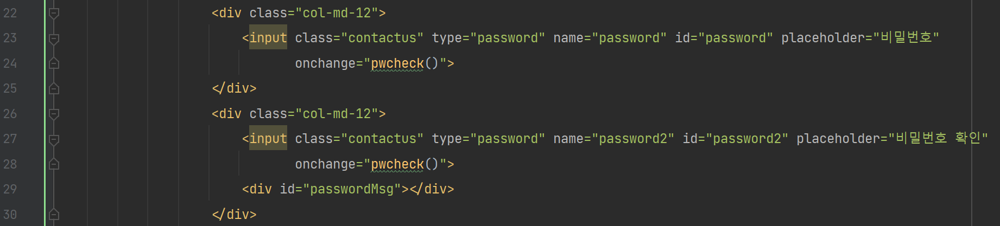 22 <div class="col-md-12">
23 <input class="contactus" type="password" name="password" id="password" placeholder="비밀번호"
24 onchange="pwcheck()">
25 </div>
26 <div class="col-md-12">
27 <input class="contactus" type="password" name="password2" id="password2" placeholder="비밀번호 확인"
28 onchange="pwcheck()">
29 <div id="passwordMsg"></div>
30 </div>